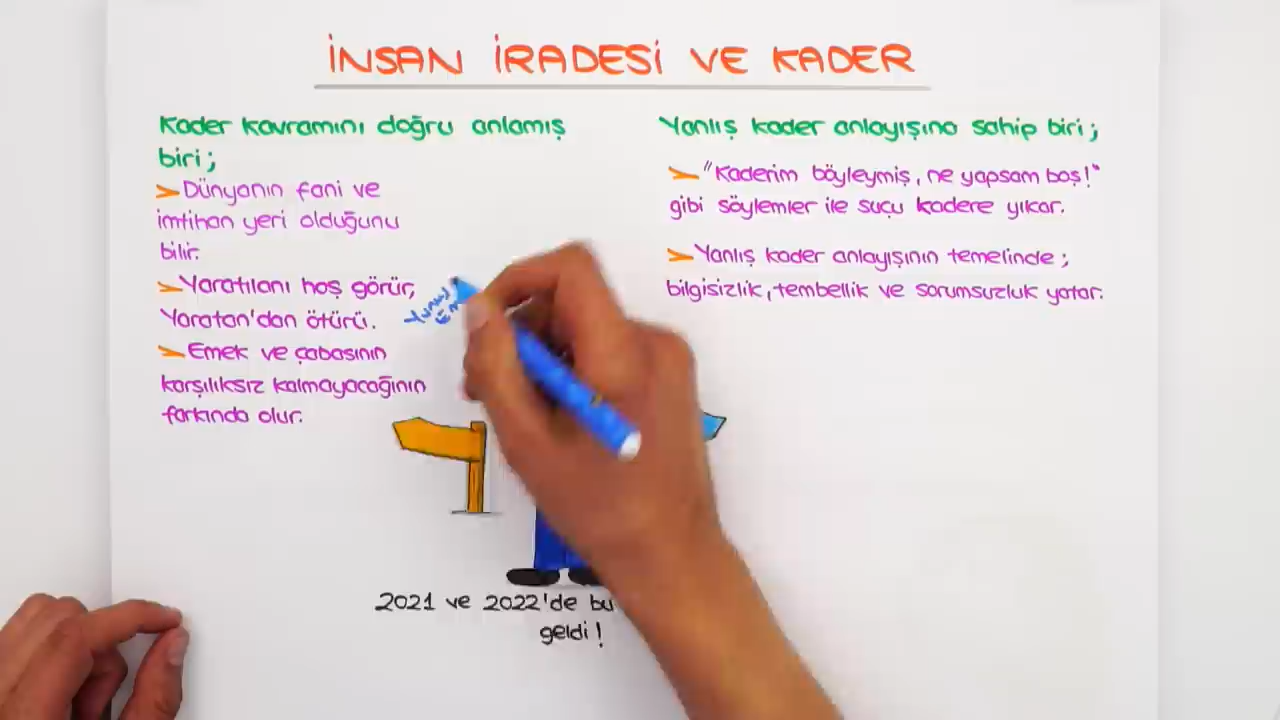 İNSAN İRADESİ VE KADER
Kader kavramını doğru anlamış
biri;
➤Dünyanın fani ve
imtihan yeri olduğunu
bilir.
➤Yaratılanı hoş görür,
Yaratan'dan ötürü.
➤Emek ve çabasının
karşılıksız kalmayacağının
farkında olur.
Yunus
Em
Yanlış kader anlayışına sahip biri;
➤"Kaderim böyleymiş, ne yapsam boş!"
gibi söylemler ile suçu kadere yıkar.
➤Yanlış kader anlayışının temelinde;
bilgisizlik, tembellik ve sorumsuzluk yatar.
2021 ve 2022'de bu
geldi!